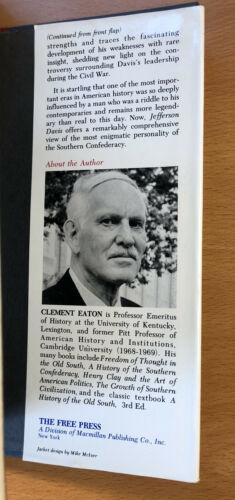 (Continued from front flap)
strengths and traces the fascinating
development of his weaknesses with rare
insight, shedding new light on the con-
troversy surrounding Davis's leadership
during the Civil War.
It is startling that one of the most impor-
tant eras in American history was so deeply
influenced by a man who was a riddle to his
contemporaries and remains more legend-
ary than real to this day. Now, Jefferson
Davis offers a remarkably comprehensive
view of the most enigmatic personality of
the Southern Confederacy.
About the Author
CLEMENT EATON is Professor Emeritus
of History at the University of Kentucky,
Lexington, and former Pitt Professor of
American History and Institutions,
Cambridge University (1968-1969). His
many books include Freedom of Thought in
the Old South, A History of the Southern
Confederacy, Henry Clay and the Art of
American Politics, The Growth of Southern
Civilization, and the classic textbook A
History of the Old South, 3rd Ed.
THE FREE PRESS
A Division of Macmillan Publishing Co., Inc.
New York
Jacket design by Mike McIver